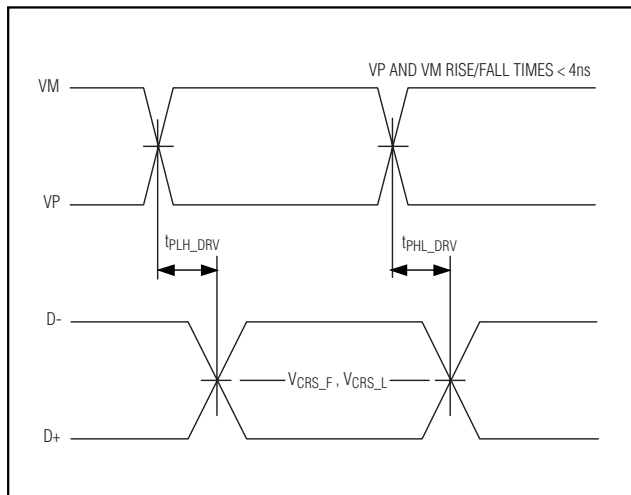 VP AND VM RISE/FALL TIMES < 4ns
VM
VP
tPLH_DRV
tPHL_DRV
D-
VCRS_F , VCRS_L
D+